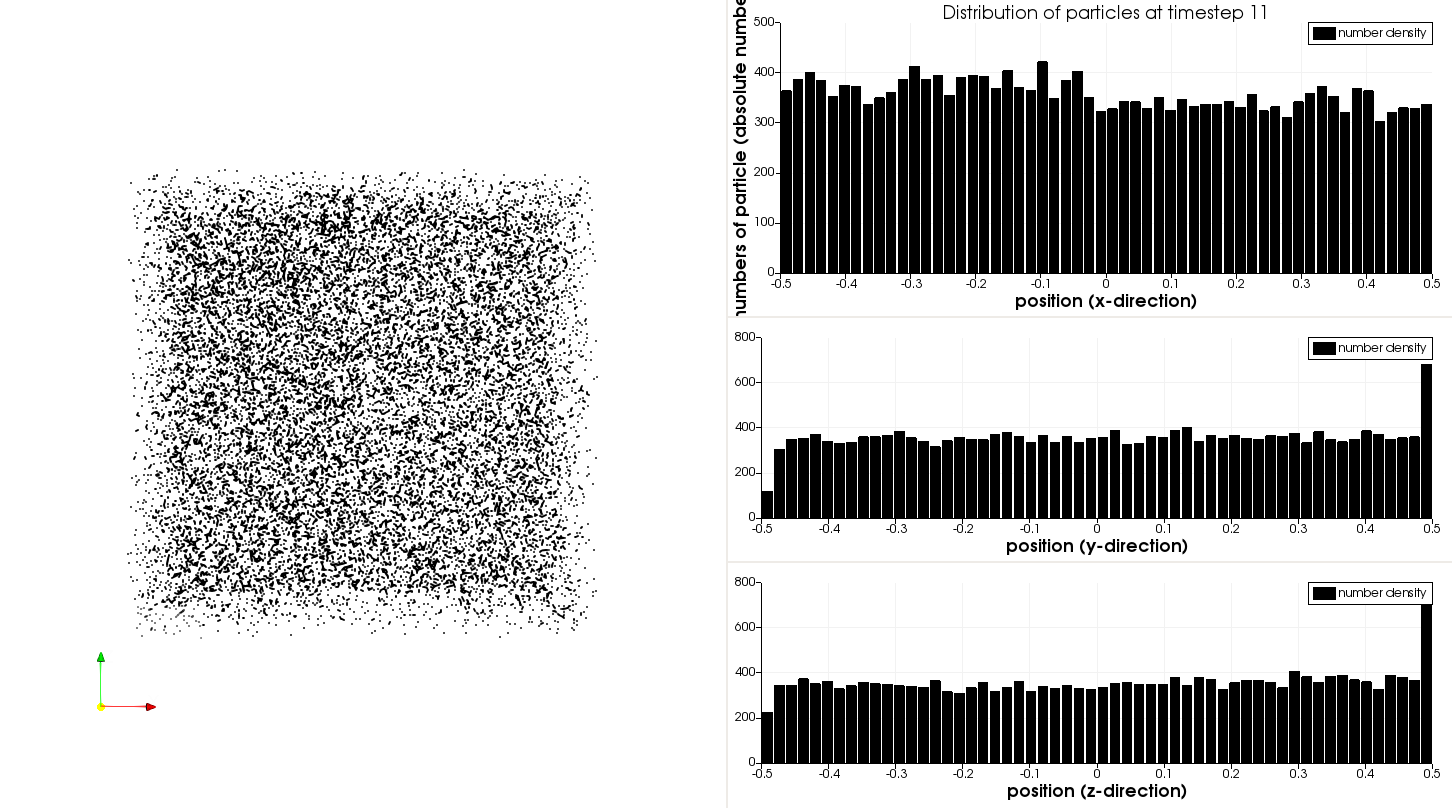 Distribution of particles at timestep 11
number density
500
400
300
200
100
0
-0.5 -0.4 -0.3 -0.2 -0.1 0 0.1 0.2 0.3 0.4 0.5
position (x-direction)
numbers of particle (absolute numbe
number density
800
600
400
200
0
-0.5 -0.4 -0.3 -0.2 -0.1 0 0.1 0.2 0.3 0.4 0.5
position (y-direction)
number density
800
600
400
200
0
-0.5 -0.4 -0.3 -0.2 -0.1 0 0.1 0.2 0.3 0.4 0.5
position (z-direction)